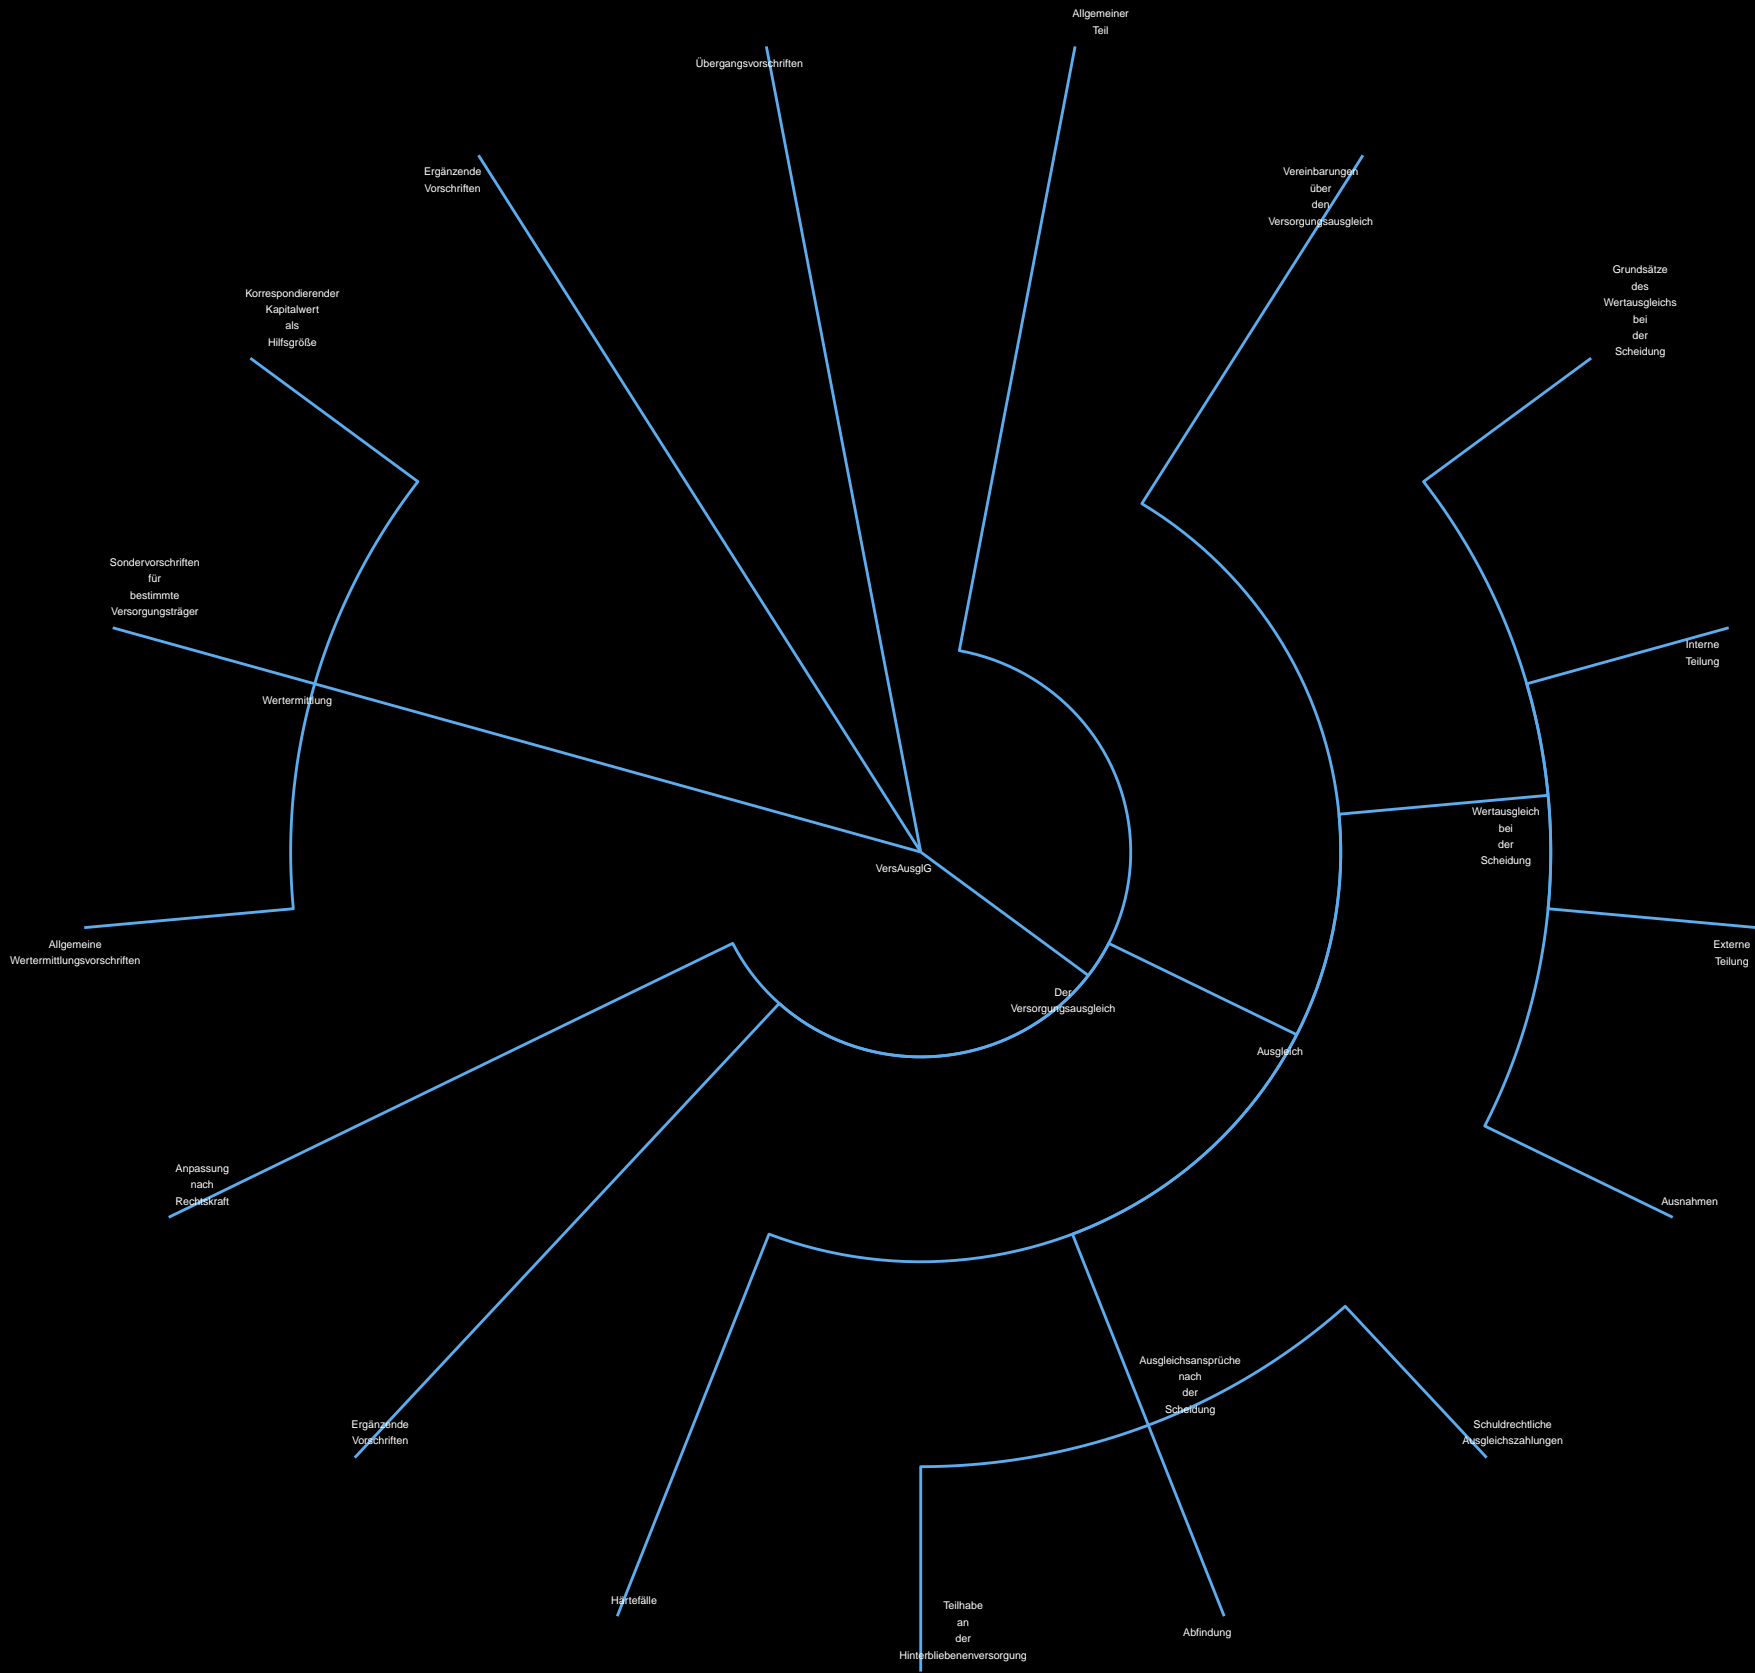 Allgemeiner
Teil
Übergangsvorschriften
Ergänzende
Vorschriften
Vereinbarungen
über
den
Versorgungsausgleich
Grundsätze
des
Wertausgleichs
bei
der
Scheidung
Korrespondierender
Kapitalwert
als
Hilfsgröße
Sondervorschriften
für
bestimmte
Versorgungsträger
Interne
Teilung
Wertermittlung
Wertausgleich
bei
der
Scheidung
VersAusglG
Allgemeine
Wertermittlungsvorschriften
Externe
Teilung
Der
Versorgungsausgleich
Ausgleich
Anpassung
nach
Rechtskraft
Ausnahmen
Ausgleichsansprüche
nach
der
Scheidung
Ergänzende
Vorschriften
Schuldrechtliche
Ausgleichszahlungen
Härtefälle
Teilhabe
an
der
Hinterbliebenenversorgung
Abfindung